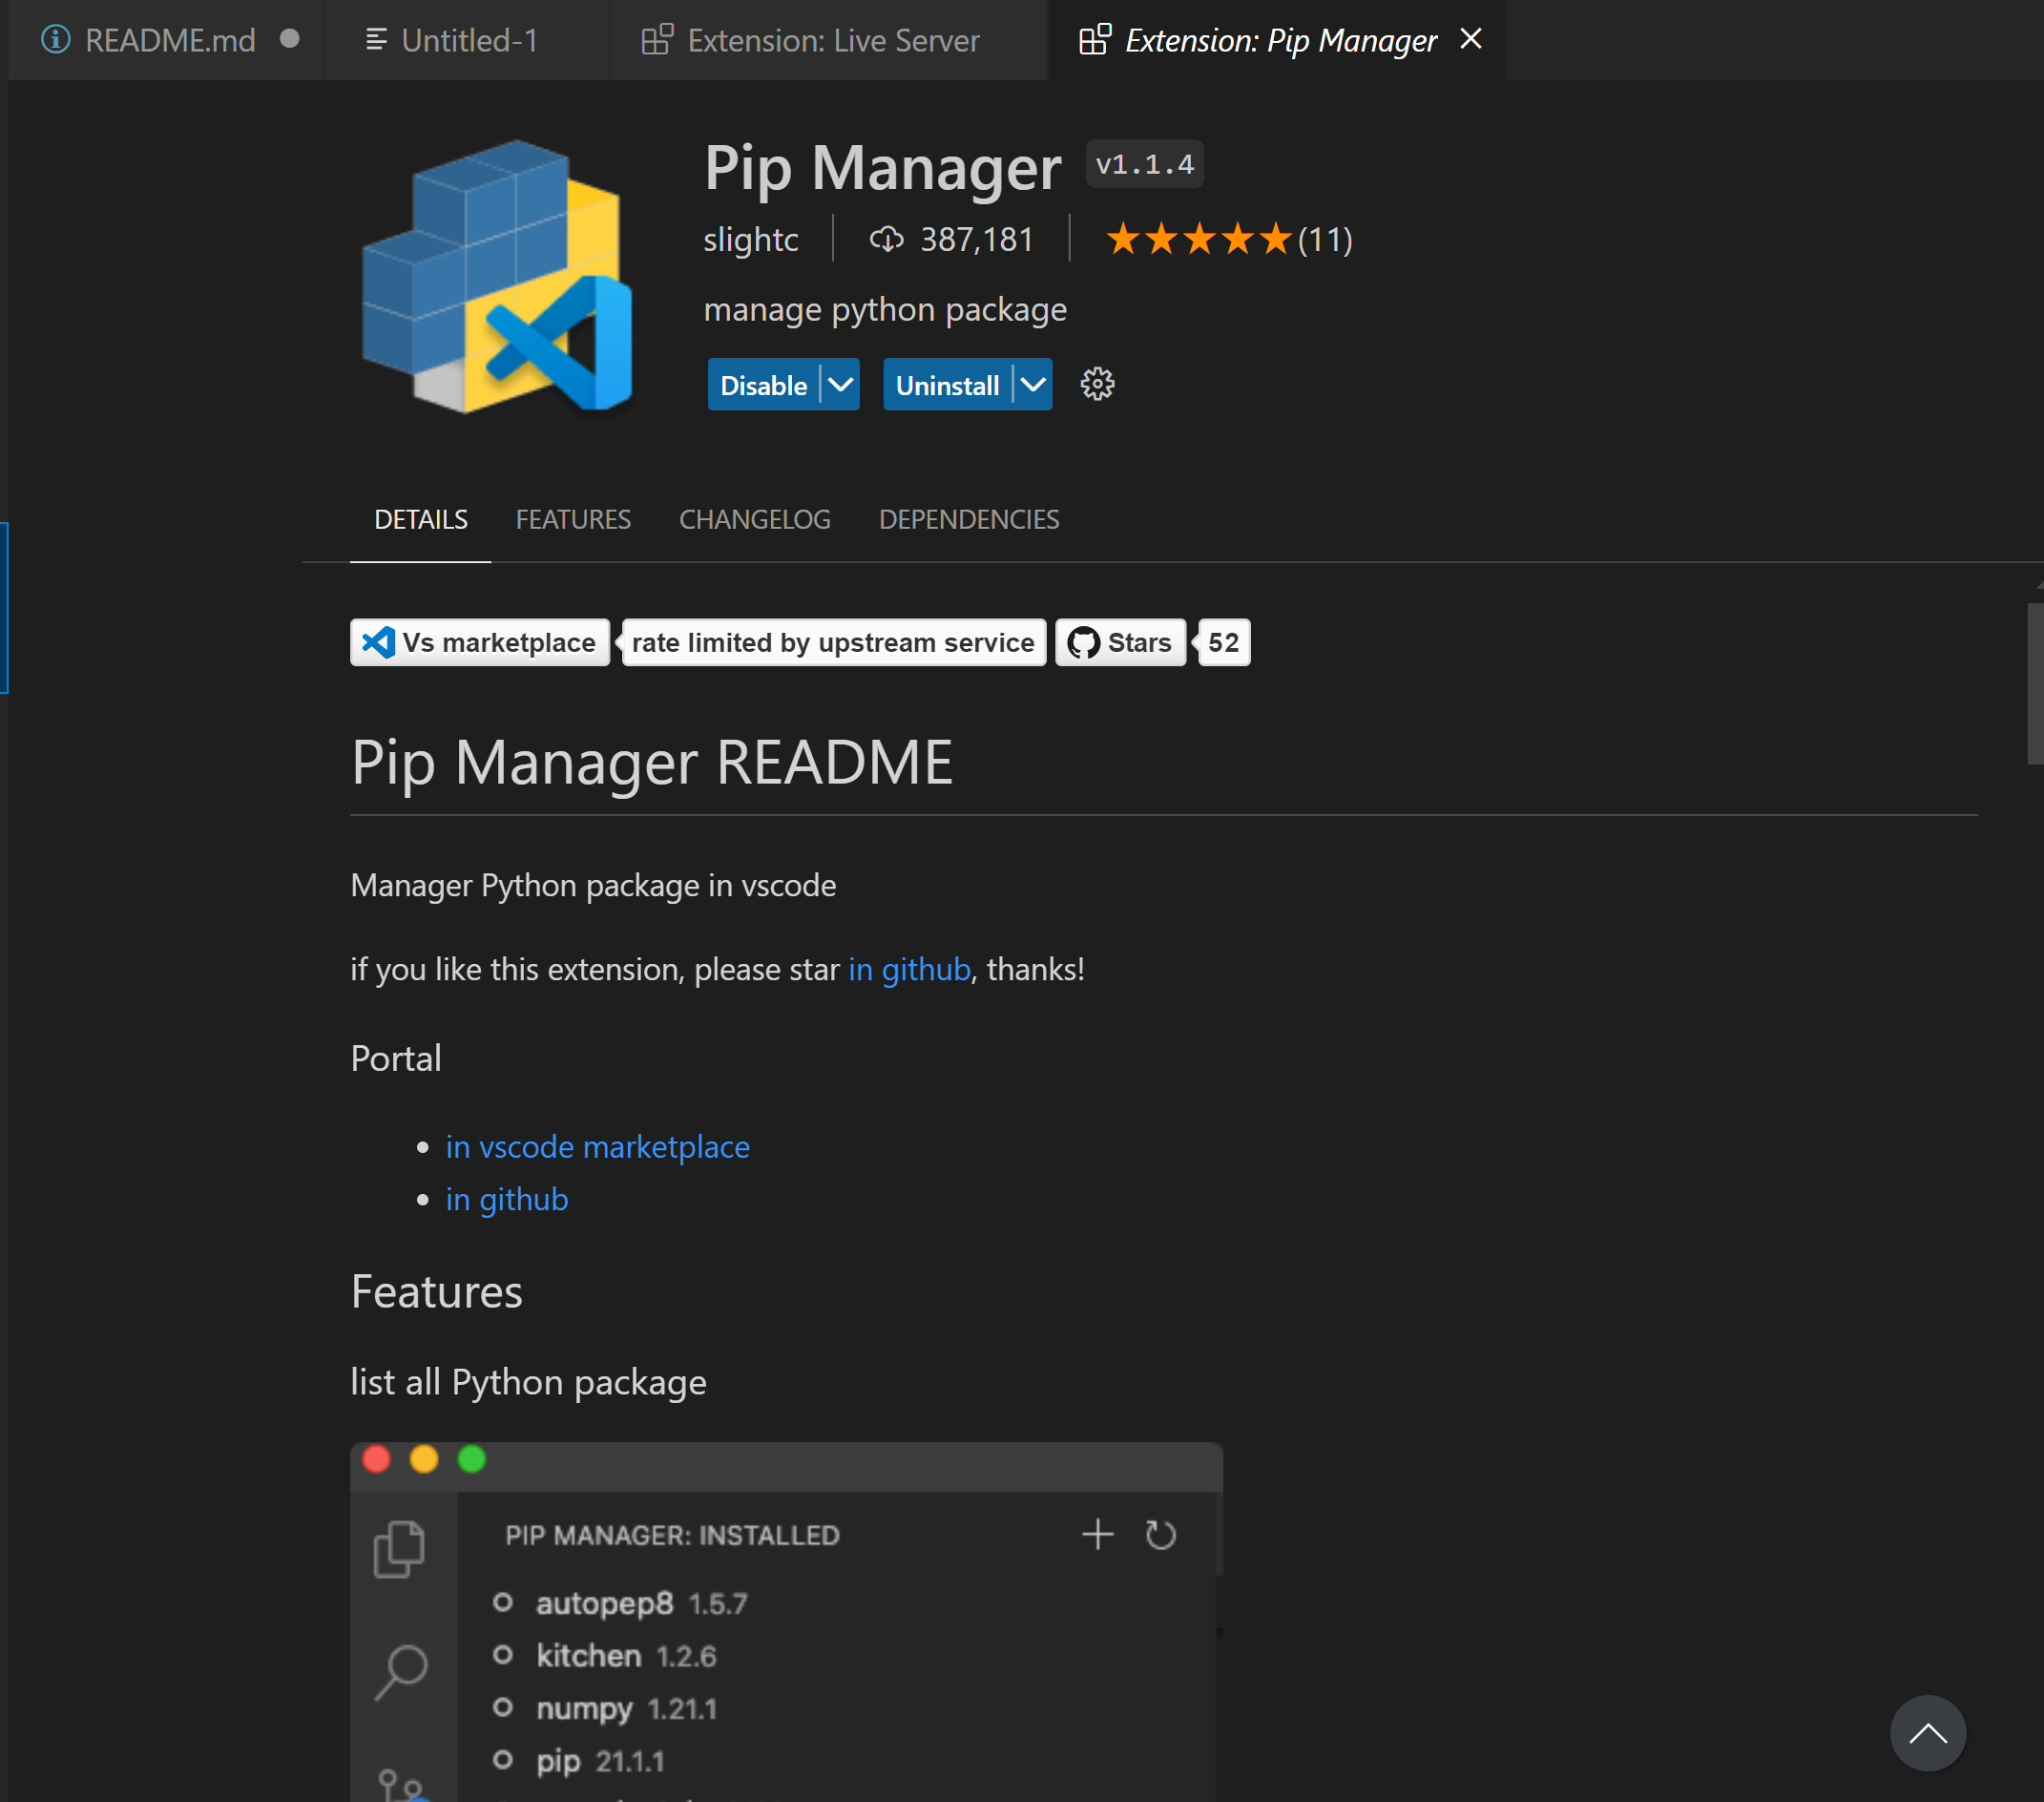 README.md
Untitled-1
Extension: Live Server
Extension: Pip Manager
Pip Manager v1.1.4
slightc 387,181 ★★★★★(11)
manage python package
Disable Uninstall
DETAILS FEATURES CHANGELOG DEPENDENCIES
Vs marketplace rate limited by upstream service Stars 52
Pip Manager README
Manager Python package in vscode
if you like this extension, please star in github, thanks!
Portal
• in vscode marketplace
• in github
Features
list all Python package
PIP MANAGER: INSTALLED
autopep8 1.5.7
kitchen 1.2.6
numpy 1.21.1
pip 21.1.1